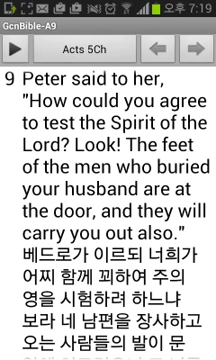 오후 7:19
GcnBible-A9
Acts 5Ch
9 Peter said to her,
"How could you agree
to test the Spirit of the
Lord? Look! The feet
of the men who buried
your husband are at
the door, and they will
carry you out also."
베드로가 이르되 너희가
어찌 함께 꾀하여 주의
영을 시험하려 하느냐
보라 네 남편을 장사하고
오는 사람들의 발이 문